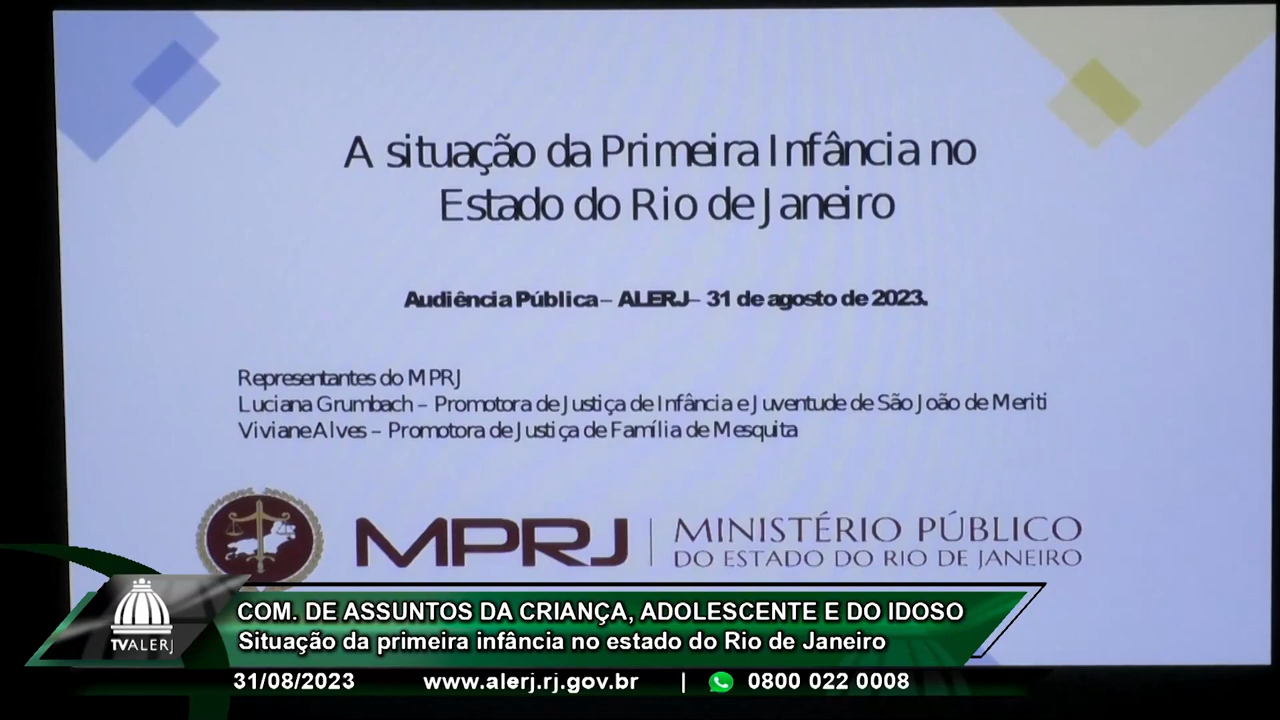 A situação da Primeira Infância no
Estado do Rio de Janeiro
Audiência Pública – ALERJ – 31 de agosto de 2023.
Representantes do MPRJ
Luciana Grumbach – Promotora de Justiça de Infância e Juventude de São João de Meriti
Viviane Alves – Promotora de Justiça de Família de Mesquita
MPRJ
MINISTÉRIO PÚBLICO
DO ESTADO DO RIO DE JANEIRO
COM. DE ASSUNTOS DA CRIANÇA, ADOLESCENTE E DO IDOSO
Situação da primeira infância no estado do Rio de Janeiro
TVALERJ
31/08/2023 www.alerj.rj.gov.br | 0800 022 0008